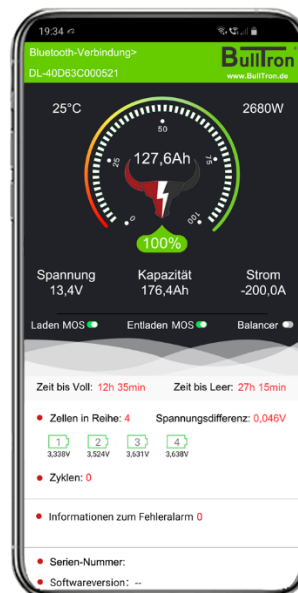 19:34
Bluetooth-Verbindung>
BullTron
DL-40D63C000521
www.BullTron.de
25°C
2680W
0
25
50
75
100
127,6Ah
100%
Spannung Kapazität Strom
13,4V 176,4Ah -200,0A
Laden MOS Entladen MOS Balancer
Zeit bis Voll: 12h 35min Zeit bis Leer: 27h 15min
Zellen in Reihe: 4 Spannungsdifferenz: 0,046V
1 2 3 4
3,338V 3,524V 3,631V 3,638V
Zyklen: 0
Informationen zum Fehleralarm 0
Serien-Nummer:
Softwareversion: --